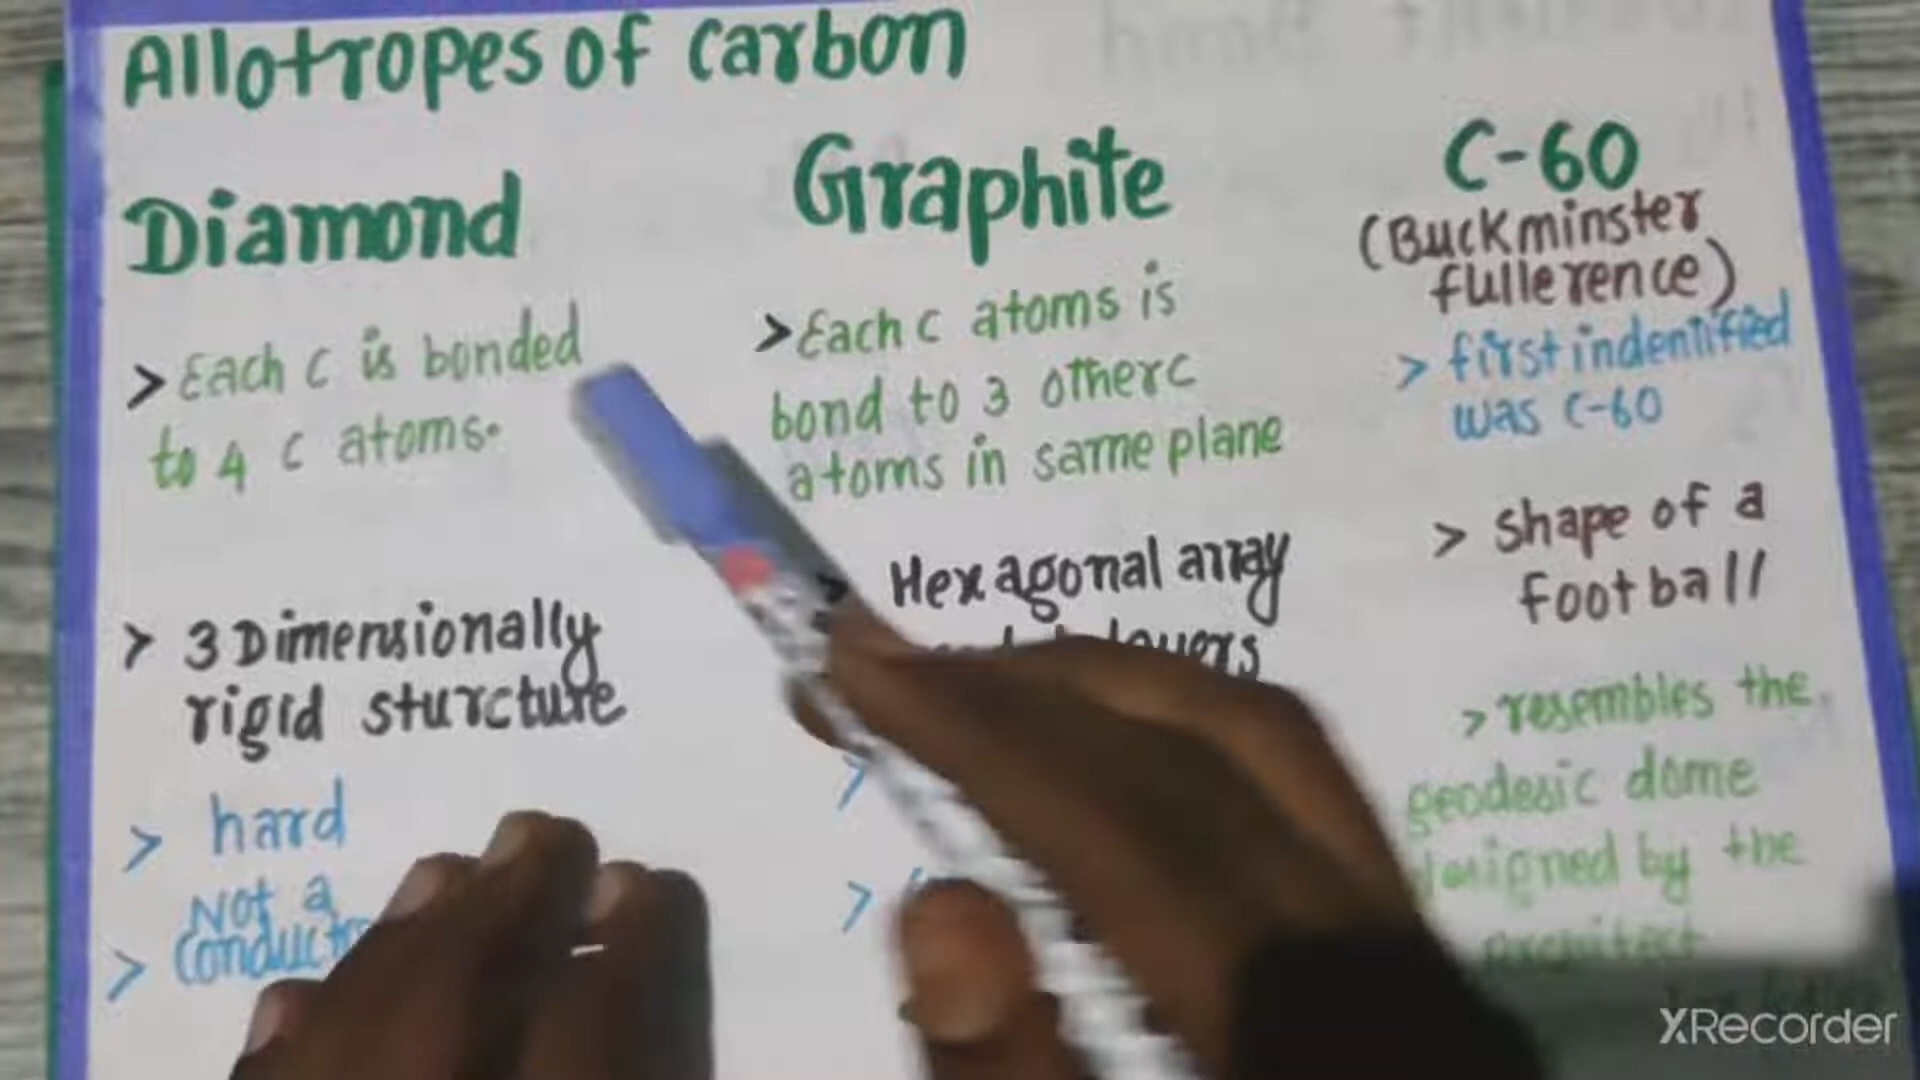 Allotropes of carbon
Diamond
> Each C is bonded
to 4 C atoms.
> 3 Dimensionally
rigid sturcture
> hard
Not a
>
Graphite
> Each C atoms is
bond to 3 other C
atoms in same plane
> Hexagonal array
>
>
C-60
(Buckminster
fullerence)
> first indentified
was C-60
> shape of a
football
> resembles the
geodesic dome
designed by the
architect
XRecorder